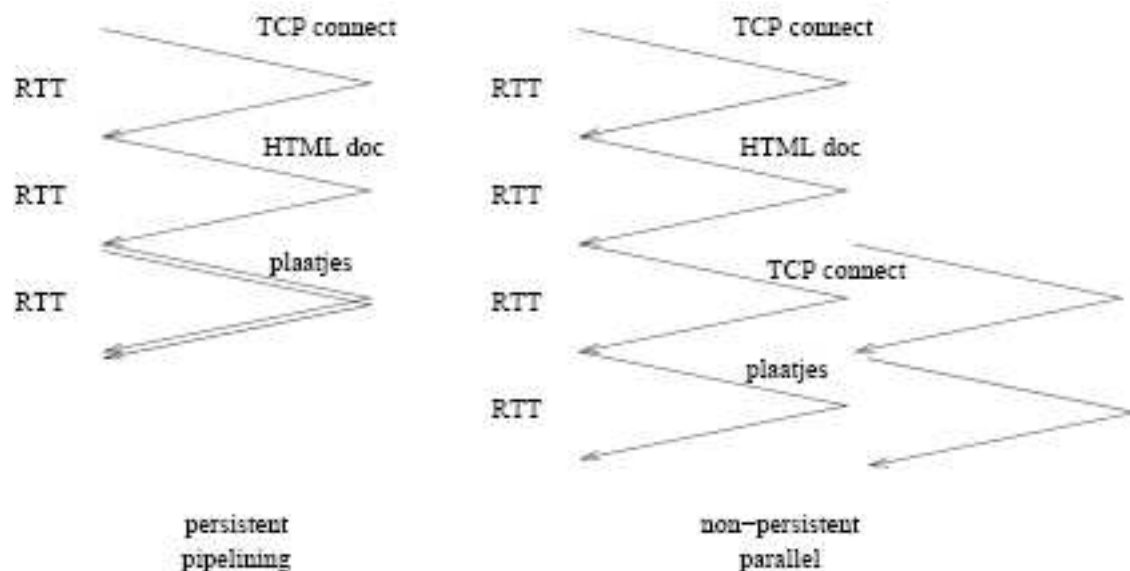 TCP connect
RTT
HTML doc
RTT
plaatjes
RTT
persistent
pipelining
TCP connect
RTT
HTML doc
RTT
TCP connect
RTT
plaatjes
RTT
non-persistent
parallel